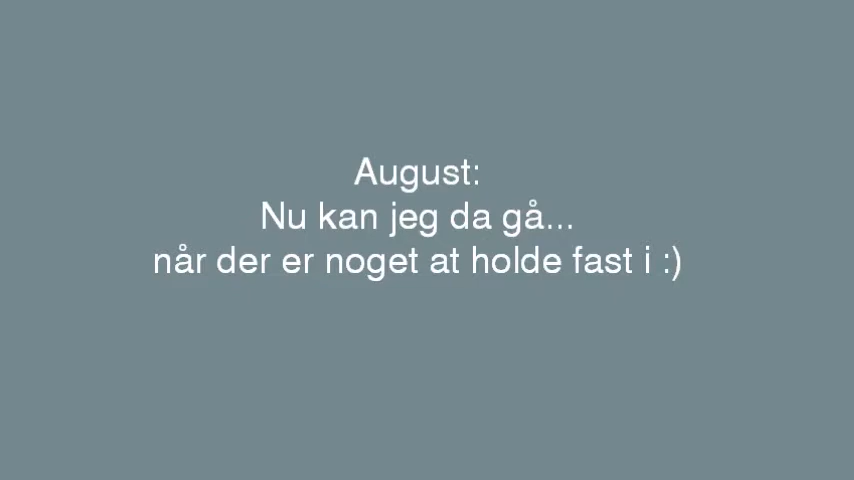 August:
Nu kan jeg da gå...
når der er noget at holde fast i :)